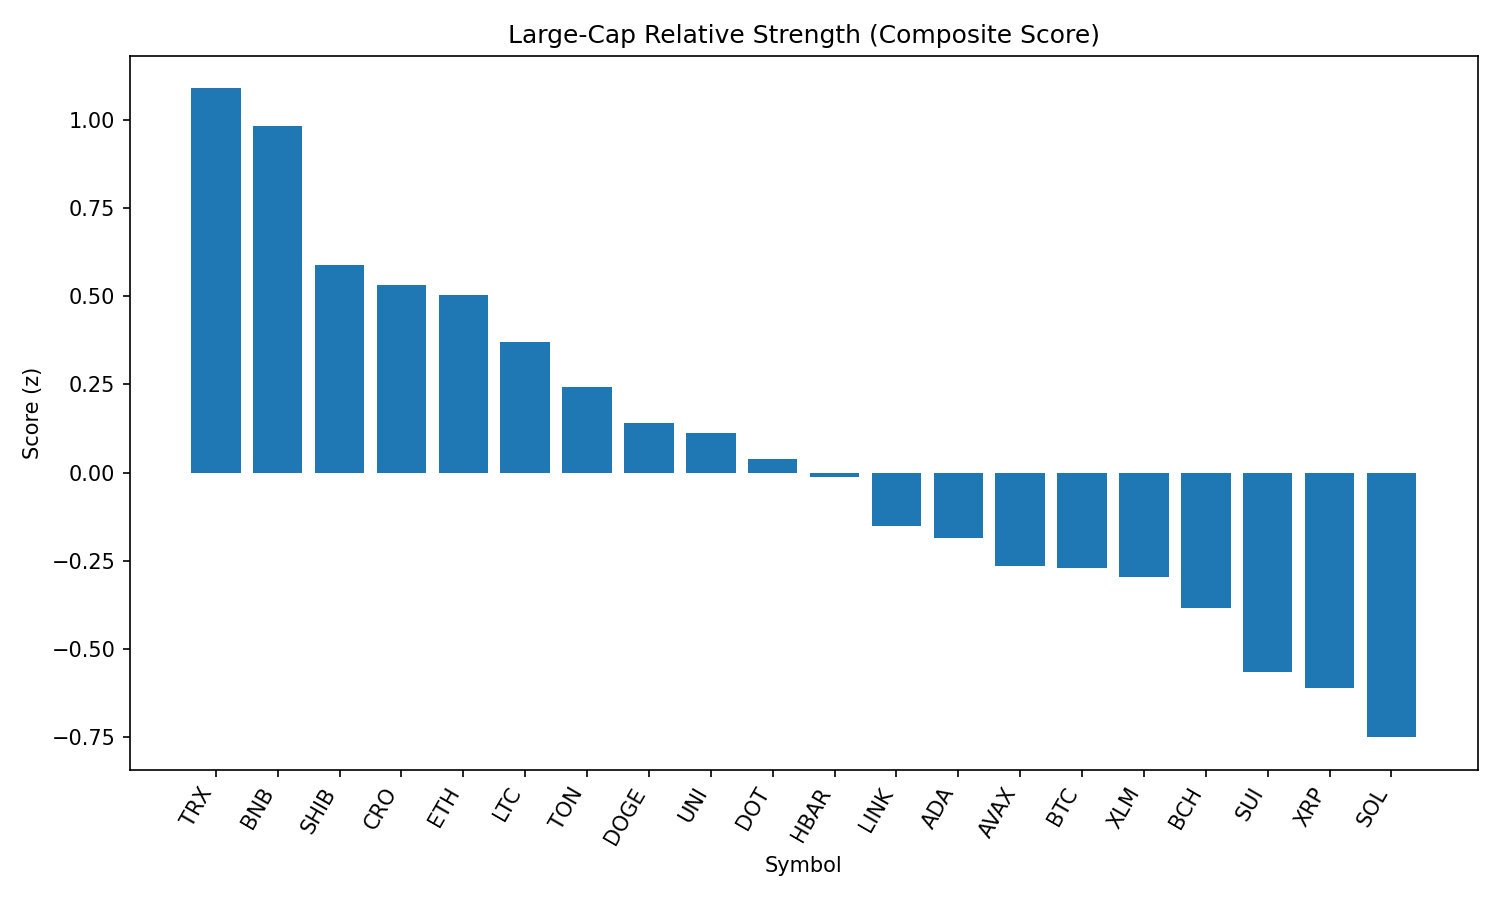 Large-Cap Relative Strength (Composite Score)
Score (z)
1.00
0.75
0.50
0.25
0.00
−0.25
−0.50
−0.75
TRX
BNB
SHIB
CRO
ETH
LTC
TON
DOGE
UNI
DOT
HBAR
LINK
ADA
AVAX
BTC
XLM
BCH
SUI
XRP
SOL
Symbol